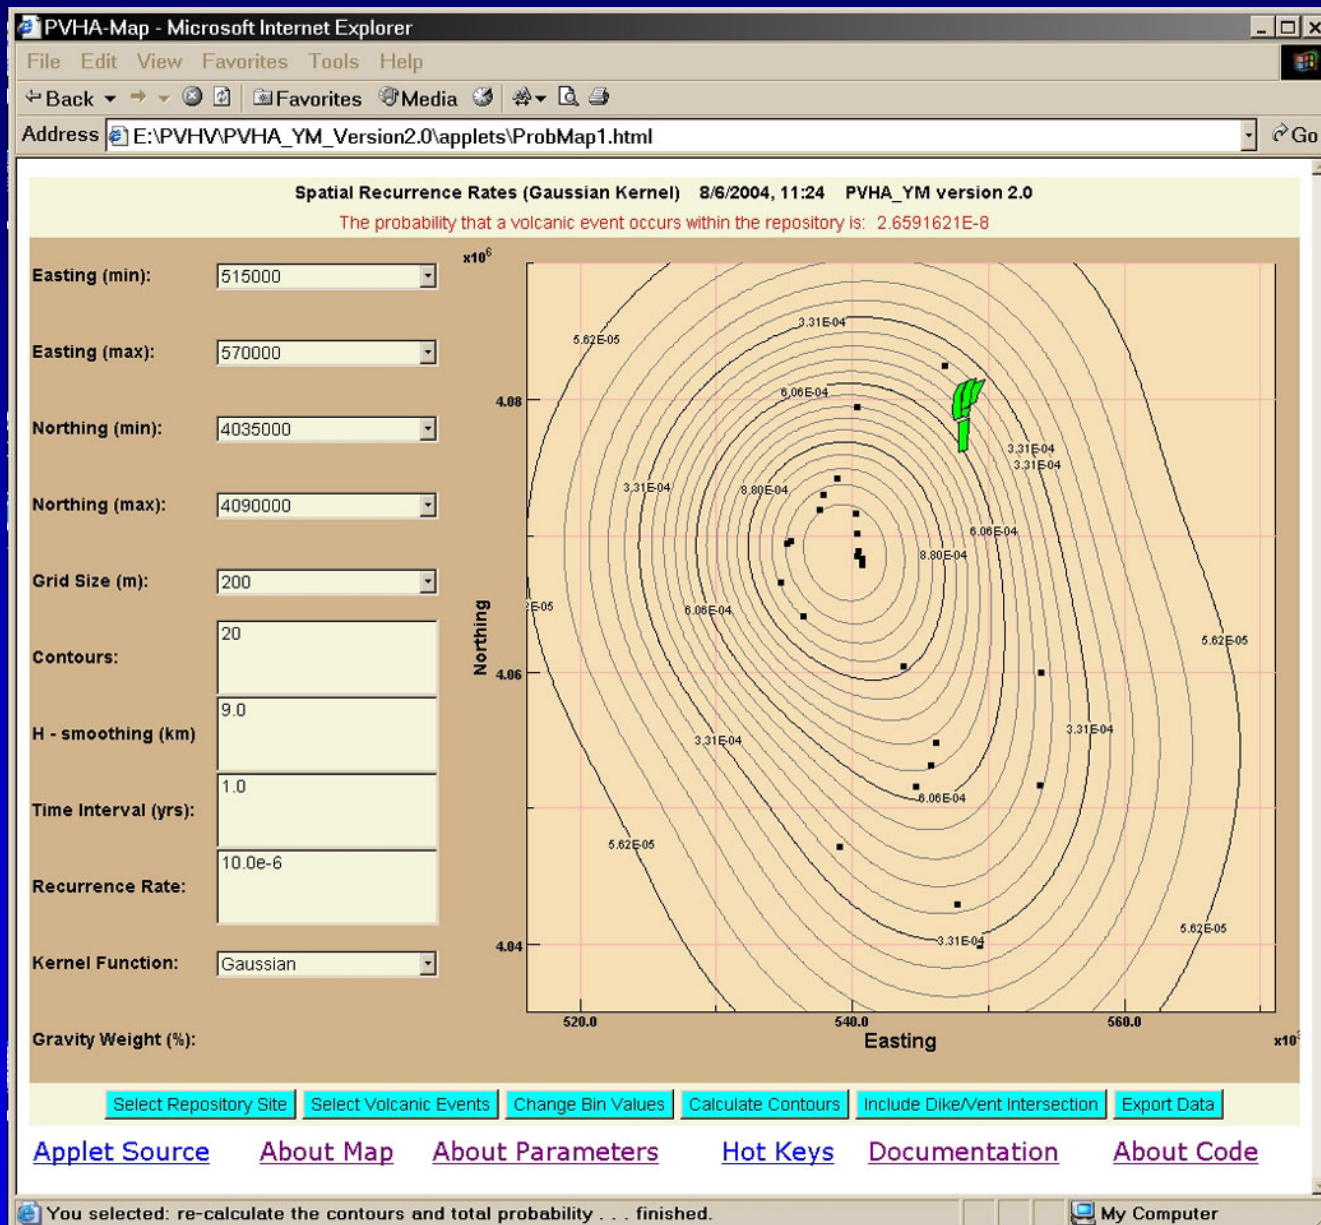 PVHA-Map - Microsoft Internet Explorer
File Edit View Favorites Tools Help
Back Favorites Media
Address E:\PVHV\PVHA_YM_Version2.0\applets\ProbMap1.html Go
Spatial Recurrence Rates (Gaussian Kernel) 8/6/2004, 11:24 PVHA_YM version 2.0
The probability that a volcanic event occurs within the repository is: 2.6591621E-8
Easting (min): 515000
Easting (max): 570000
Northing (min): 4035000
Northing (max): 4090000
Grid Size (m): 200
Contours: 20
H - smoothing (km) 9.0
Time Interval (yrs): 1.0
Recurrence Rate: 10.0e-6
Kernel Function: Gaussian
Gravity Weight (%):
x10⁶
3.31E-04
5.62E-05
6.06E-04
4.08
3.31E-04
3.31E-04
3.31E-04
8.80E-04
6.06E-04
8.80E-04
2E-05
6.06E-04
Northing
5.62E-05
4.06
3.31E-04
3.31E-04
6.06E-04
5.62E-05
5.62E-05
3.31E-04
4.04
520.0 540.0 560.0
Easting
Select Repository Site Select Volcanic Events Change Bin Values Calculate Contours Include Dike/Vent Intersection Export Data
Applet Source About Map About Parameters Hot Keys Documentation About Code
You selected: re-calculate the contours and total probability . . . finished. My Computer